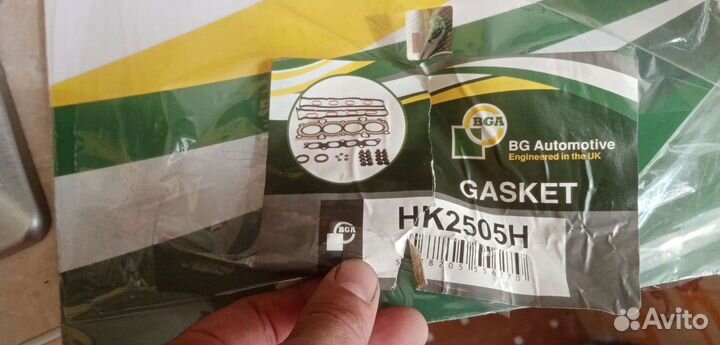 BGA
BG Automotive
Engineered in the UK
GASKET
HK2505H
BGA
Avito